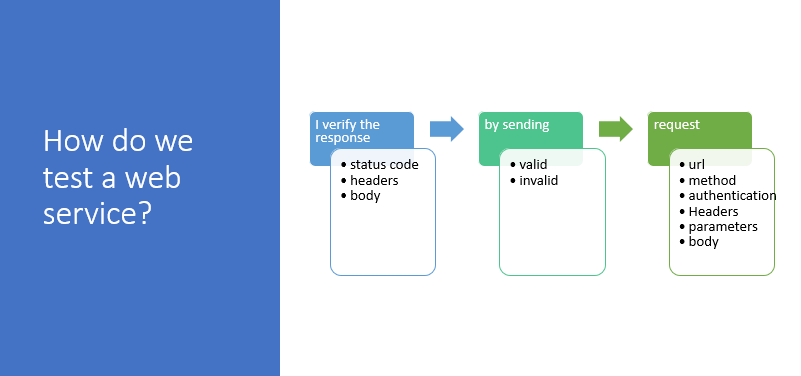 How do we
test a web
service?
I verify the
response
• status code
• headers
• body
by sending
• valid
• invalid
request
• url
• method
• authentication
• Headers
• parameters
• body